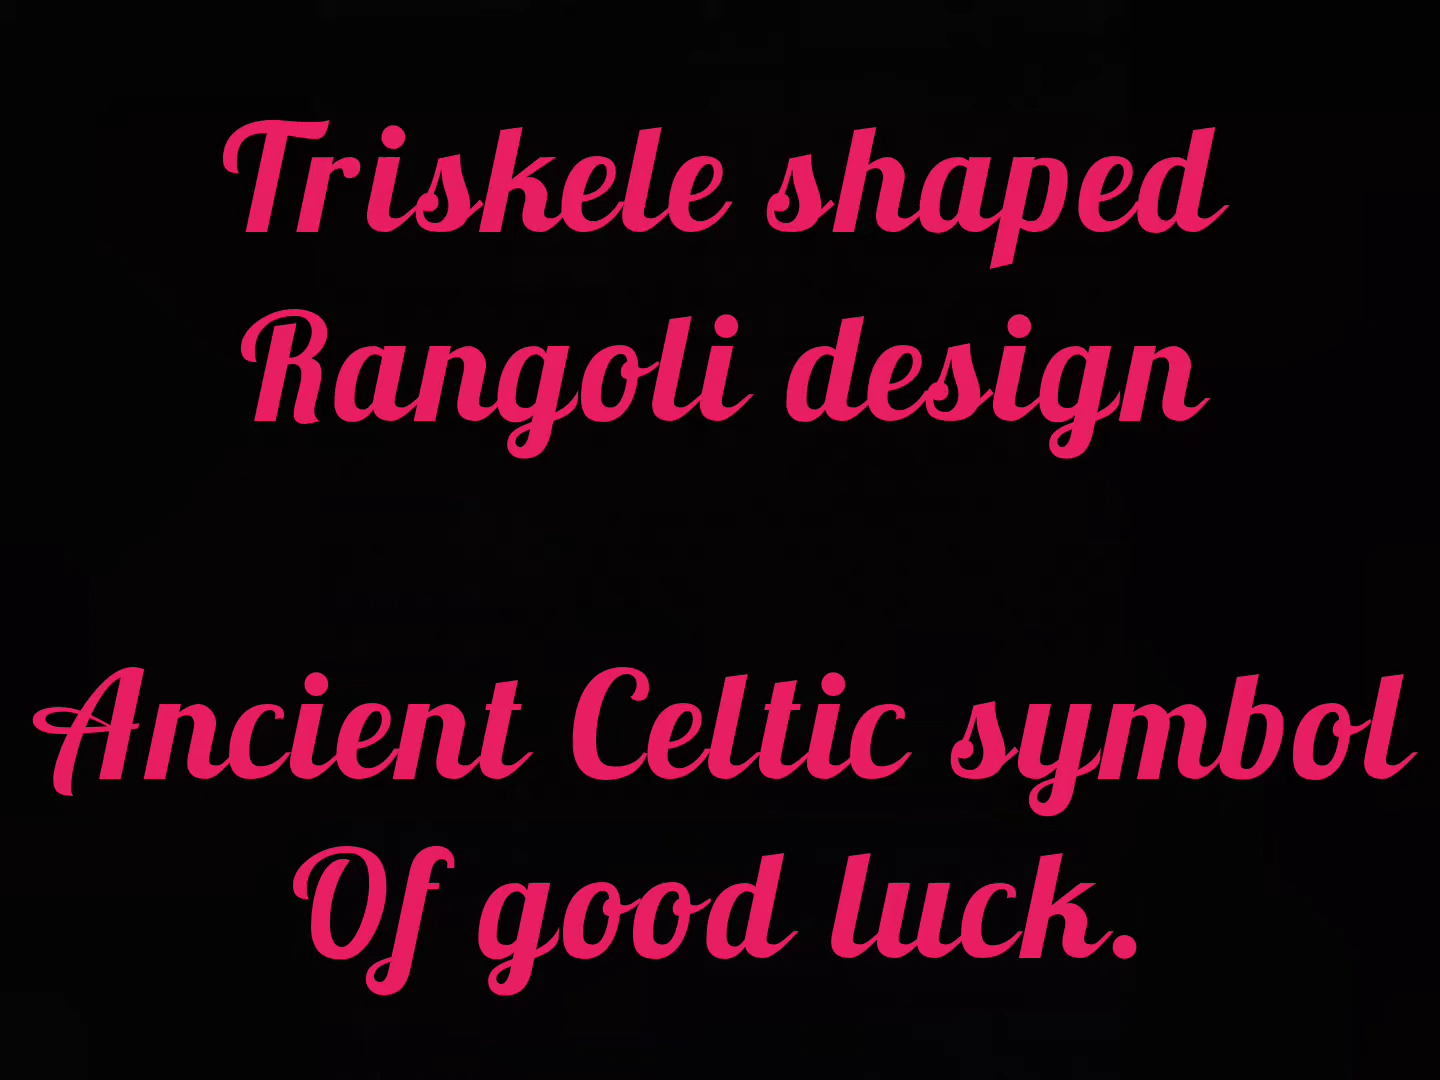 Triskele shaped
Rangoli design
Ancient Celtic symbol
Of good luck.